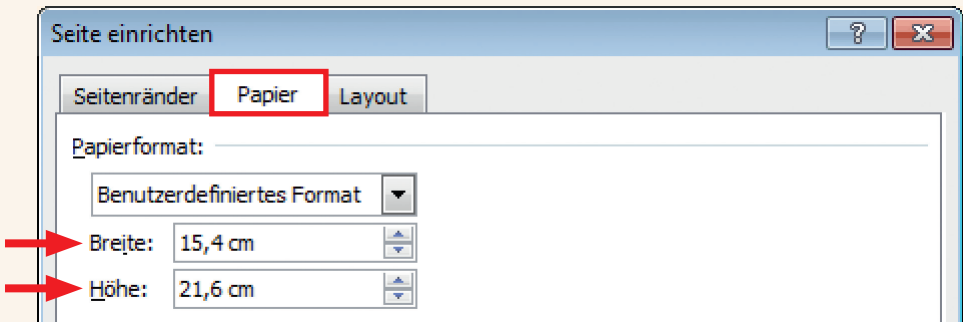 Seite einrichten
Seitenränder Papier Layout
Papierformat:
Benutzerdefiniertes Format
Breite: 15,4 cm
Höhe: 21,6 cm